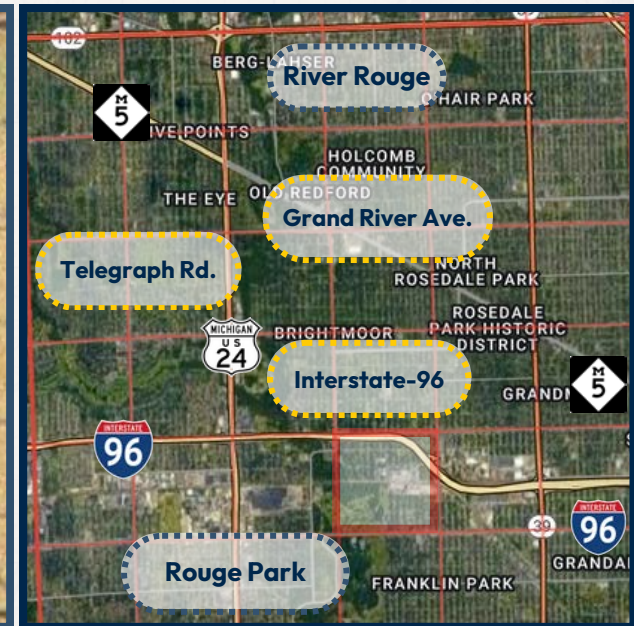 102
BERG-LAHSER
River Rouge
O'HAIR PARK
M
5
IVE POINTS
HOLCOMB
COMMUNITY
THE EYE
OLD REDFORD
Grand River Ave.
Telegraph Rd.
NORTH
ROSEDALE PARK
ROSEDALE
PARK HISTORIC
DISTRICT
MICHIGAN
US
24
BRIGHTMOOR
Interstate-96
M
5
GRANDM
INTERSTATE
96
39
INTERSTATE
96
Rouge Park
GRANDA
FRANKLIN PARK